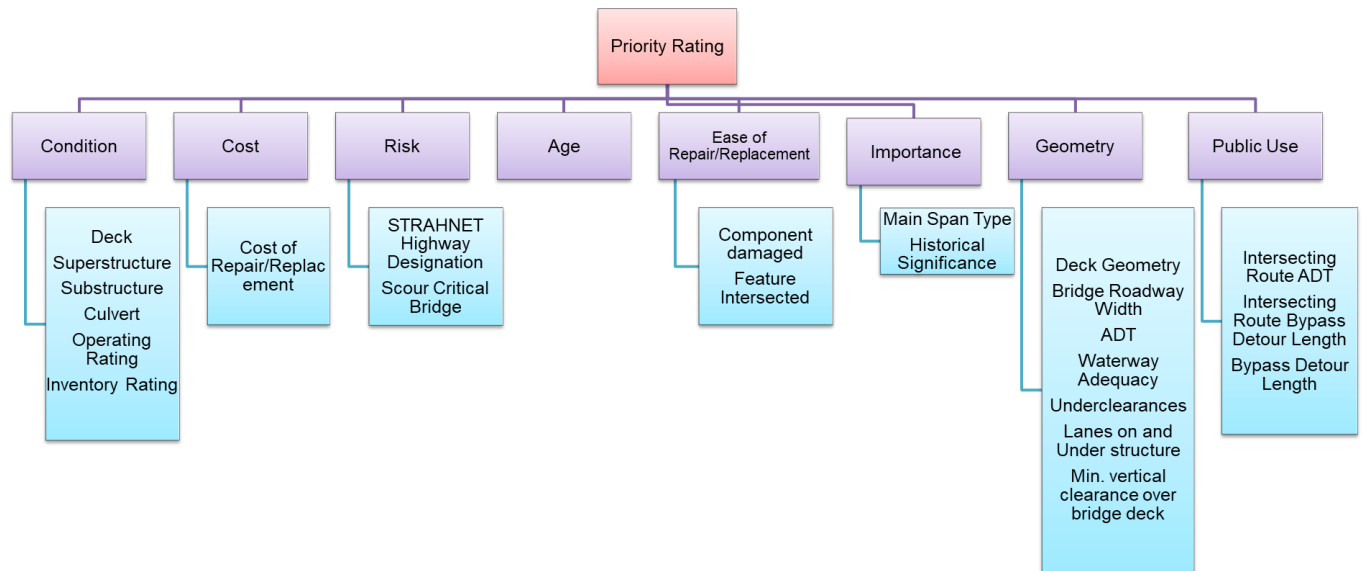 Priority Rating
Condition
Cost
Risk
Age
Ease of
Repair/Replacement
Importance
Geometry
Public Use
Deck
Superstructure
Substructure
Culvert
Operating
Rating
Inventory Rating
Cost of
Repair/Replac
ement
STRAHNET
Highway
Designation
Scour Critical
Bridge
Component
damaged
Feature
Intersected
Main Span Type
Historical
Significance
Deck Geometry
Bridge Roadway
Width
ADT
Waterway
Adequacy
Underclearances
Lanes on and
Under structure
Min. vertical
clearance over
bridge deck
Intersecting
Route ADT
Intersecting
Route Bypass
Detour Length
Bypass Detour
Length